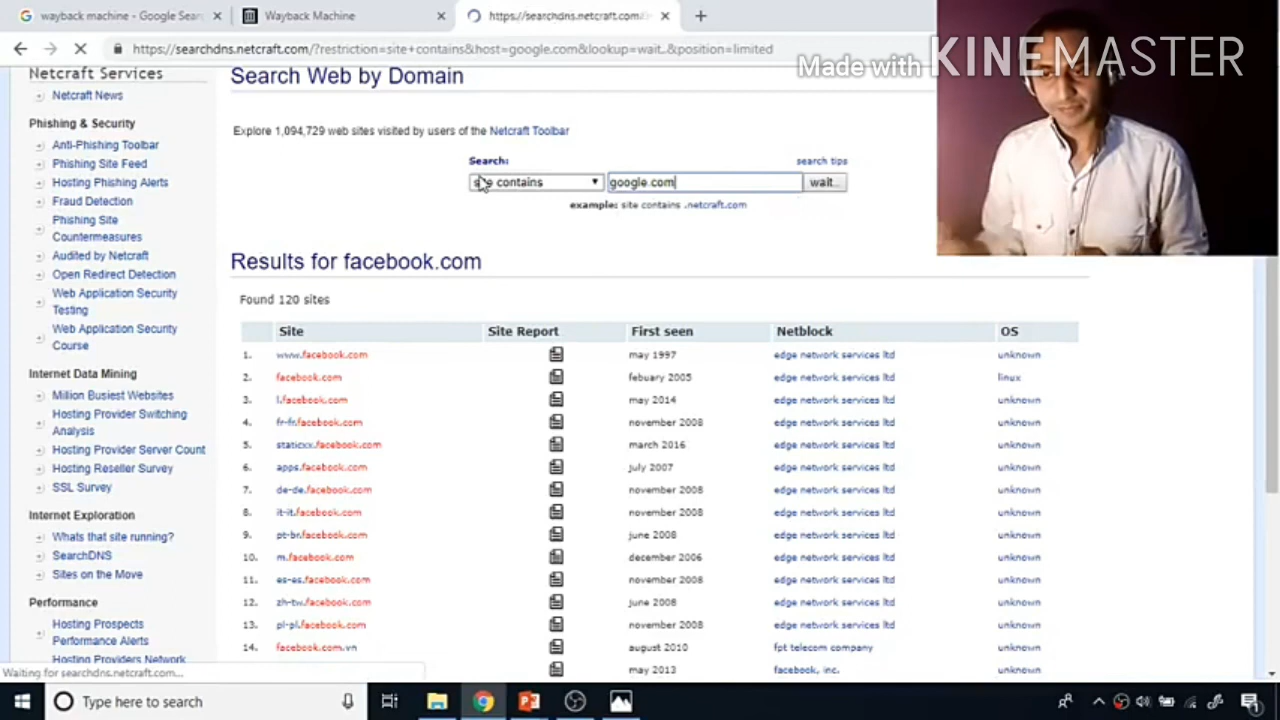 wayback machine - Google Sear
Wayback Machine
https://searchdns.netcraft.com/
https://searchdns.netcraft.com/?restriction=site+contains&host=google.com&lookup=wait..&position=limited
Made with KINEMASTER
Netcraft Services
Netcraft News
Phishing & Security
Anti-Phishing Toolbar
Phishing Site Feed
Hosting Phishing Alerts
Fraud Detection
Phishing Site
Countermeasures
Audited by Netcraft
Open Redirect Detection
Web Application Security
Testing
Web Application Security
Course
Internet Data Mining
Million Busiest Websites
Hosting Provider Switching
Analysis
Hosting Provider Server Count
Hosting Reseller Survey
SSL Survey
Internet Exploration
Whats that site running?
SearchDNS
Sites on the Move
Performance
Hosting Prospects
Performance Alerts
Hosting Providers Network
Search Web by Domain
Explore 1,094,729 web sites visited by users of the Netcraft Toolbar
Search: search tips
site contains google.com wait..
example: site contains .netcraft.com
Results for facebook.com
Found 120 sites
Site Site Report First seen Netblock OS
1. www.facebook.com may 1997 edge network services ltd unknown
2. facebook.com febuary 2005 edge network services ltd linux
3. l.facebook.com may 2014 edge network services ltd unknown
4. fr-fr.facebook.com november 2008 edge network services ltd unknown
5. staticxx.facebook.com march 2016 edge network services ltd unknown
6. apps.facebook.com july 2007 edge network services ltd unknown
7. de-de.facebook.com november 2008 edge network services ltd unknown
8. it-it.facebook.com november 2008 edge network services ltd unknown
9. pt-br.facebook.com june 2008 edge network services ltd unknown
10. m.facebook.com december 2006 edge network services ltd unknown
11. es-es.facebook.com november 2008 edge network services ltd unknown
12. zh-tw.facebook.com june 2008 edge network services ltd unknown
13. pl-pl.facebook.com november 2008 edge network services ltd unknown
14. facebook.com.vn august 2010 fpt telecom company unknown
may 2013 facebook, inc. unknown
Waiting for searchdns.netcraft.com...
Type here to search